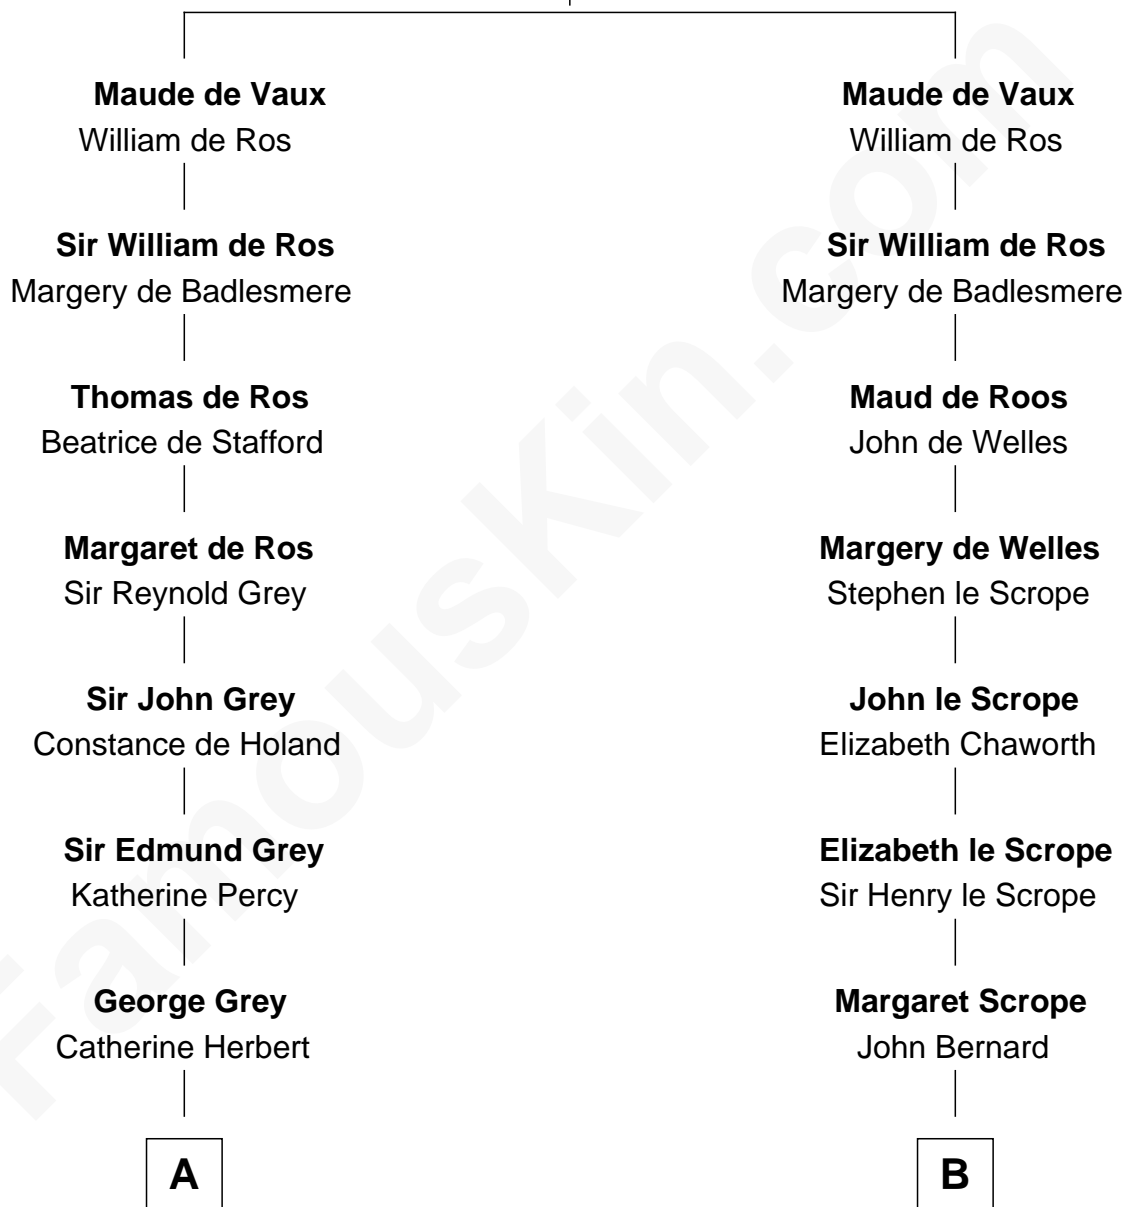 Maude de Vaux
William de Ros
Sir William de Ros
Margery de Badlesmere
Thomas de Ros
Beatrice de Stafford
Margaret de Ros
Sir Reynold Grey
Sir John Grey
Constance de Holand
Sir Edmund Grey
Katherine Percy
George Grey
Catherine Herbert
A
Maude de Vaux
William de Ros
Sir William de Ros
Margery de Badlesmere
Maud de Roos
John de Welles
Margery de Welles
Stephen le Scrope
John le Scrope
Elizabeth Chaworth
Elizabeth le Scrope
Sir Henry le Scrope
Margaret Scrope
John Bernard
B
FamousKin.com